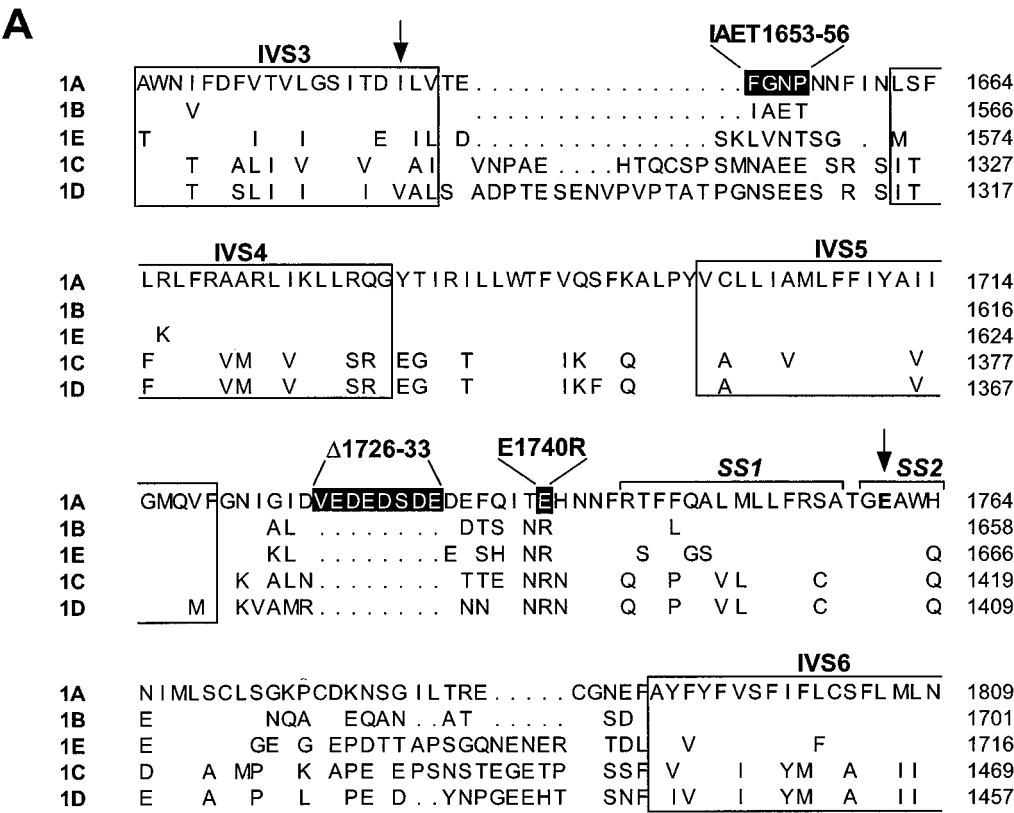 A
IVS3
IAET1653-56
1A AWNIFDFVTVLGSITDILVTE ................. FGNPNNFINLSF 1664
1B V ................. IAET 1566
1E T I I E IL D ............... SKLVNTSG . M 1574
1C T ALI V V AI VNPAE .... HTQCSPSMNAEE SR SIT 1327
1D T SLI I I VALS ADPTESENVPVPTATPGNSEES R SIT 1317
IVS4
IVS5
1A LRLFRAARLIKLLRQGYTIRILLWTFVQSFKALPYVCLLIAMLFFIYAII 1714
1B 1616
1E K 1624
1C F VM V SR EG T IK Q A V V 1377
1D F VM V SR EG T IKF Q A V 1367
Δ1726-33
E1740R
SS1
SS2
1A GMQVFGNIGIDVEDEDSDEDEFQITEHNNFRTFFQALMLLFRSATGEAWH 1764
1B AL ........ DTS NR L 1658
1E KL ........ E SH NR S QS Q 1666
1C K ALN ........ TTE NRN Q P VL C Q 1419
1D M KVAMR ........ NN NRN Q P VL C Q 1409
IVS6
1A NIMLSCLSGKPCDKNSGILTRE ..... CGNEFAYFYFVSFIFLCSFLMLN 1809
1B E NQA EQAN .. AT ..... SD 1701
1E E GE G EPDTTAPSGQNENER TDL V F 1716
1C D A MP K APE EPSNSTEGETP SSF V I YM A II 1469
1D E A P L PE D .. YNPGEEHT SNF IV I YM A II 1457